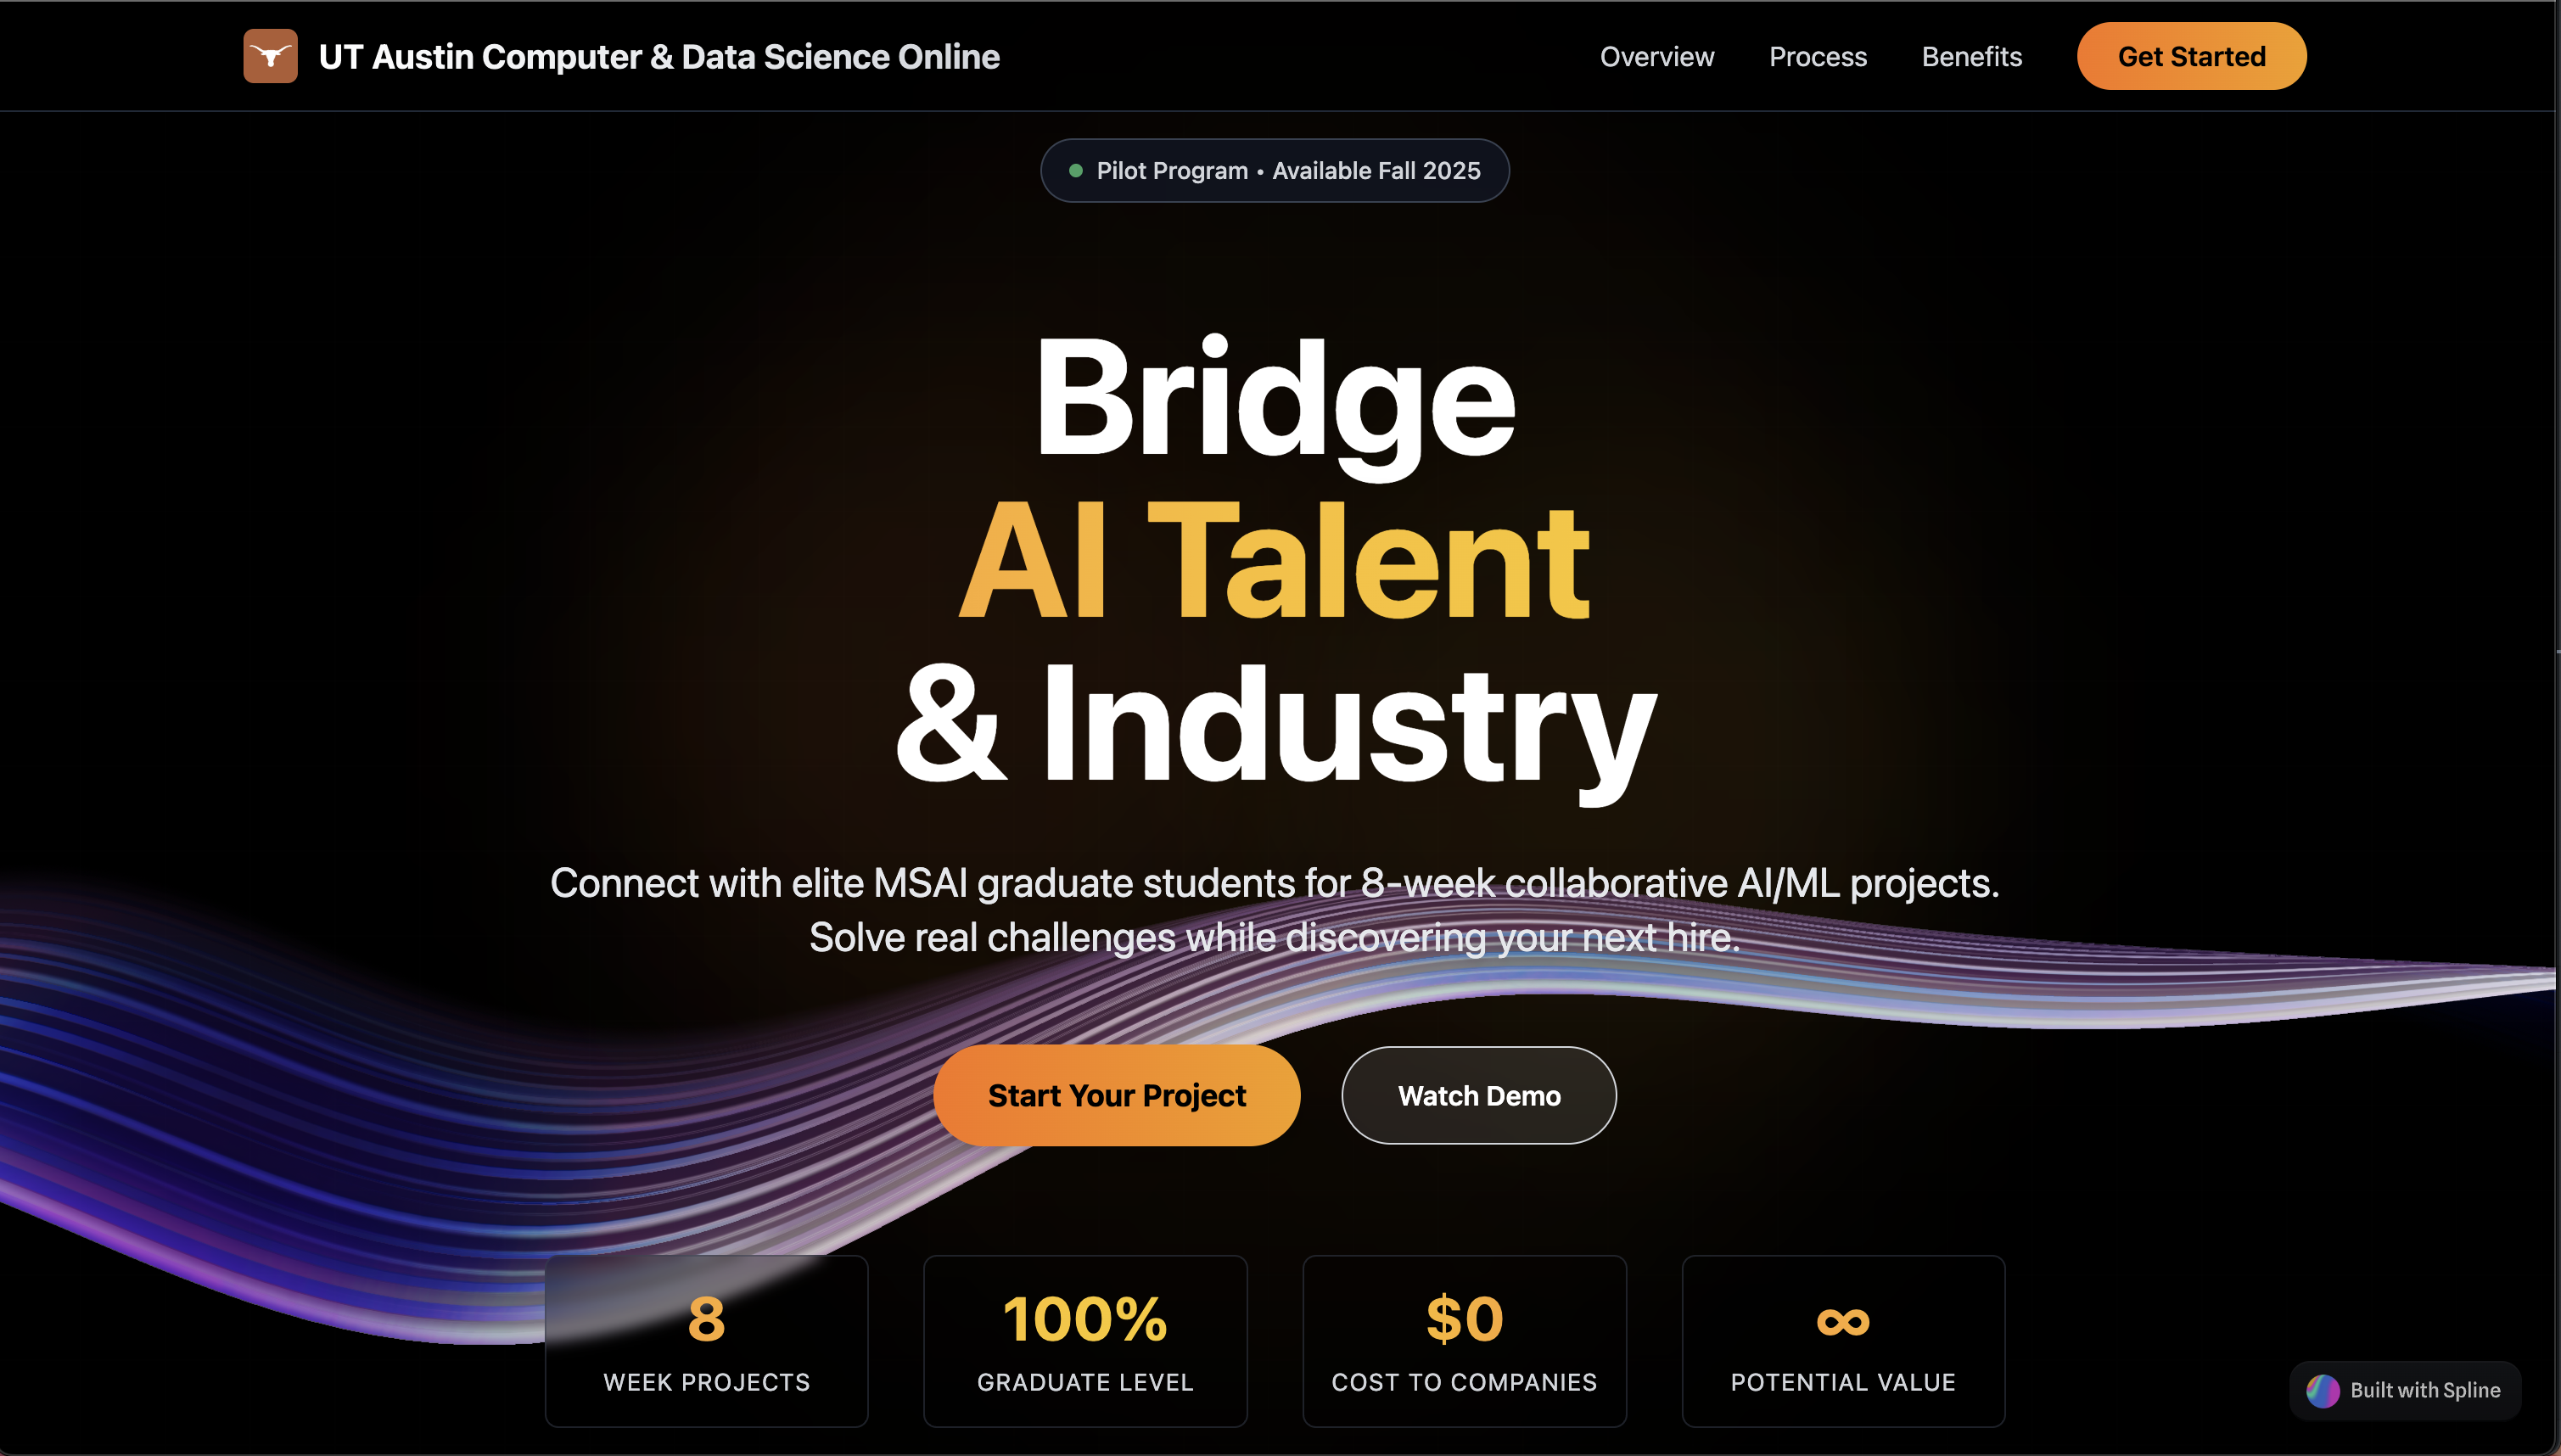 UT Austin Computer & Data Science Online
Overview
Process
Benefits
Get Started
Pilot Program • Available Fall 2025
Bridge
AI Talent
& Industry
Connect with elite MSAI graduate students for 8-week collaborative AI/ML projects.
Solve real challenges while discovering your next hire.
Start Your Project
Watch Demo
8
WEEK PROJECTS
100%
GRADUATE LEVEL
$0
COST TO COMPANIES
∞
POTENTIAL VALUE
Built with Spline